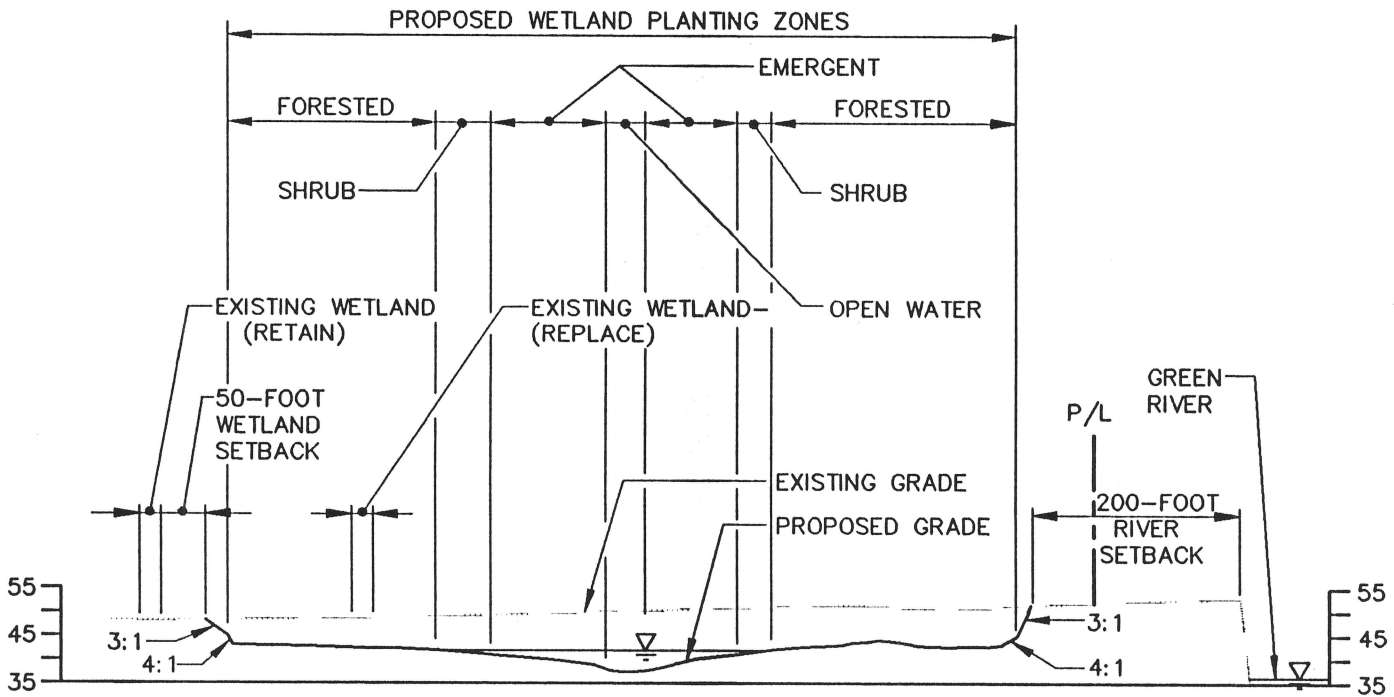 PROPOSED WETLAND PLANTING ZONES
EMERGENT
FORESTED
FORESTED
SHRUB
SHRUB
EXISTING WETLAND
(RETAIN)
EXISTING WETLAND-
(REPLACE)
OPEN WATER
50-FOOT
WETLAND
SETBACK
GREEN
RIVER
P/L
EXISTING GRADE
PROPOSED GRADE
200-FOOT
RIVER
SETBACK
55
45
35
3:1
4:1
3:1
4:1
55
45
35